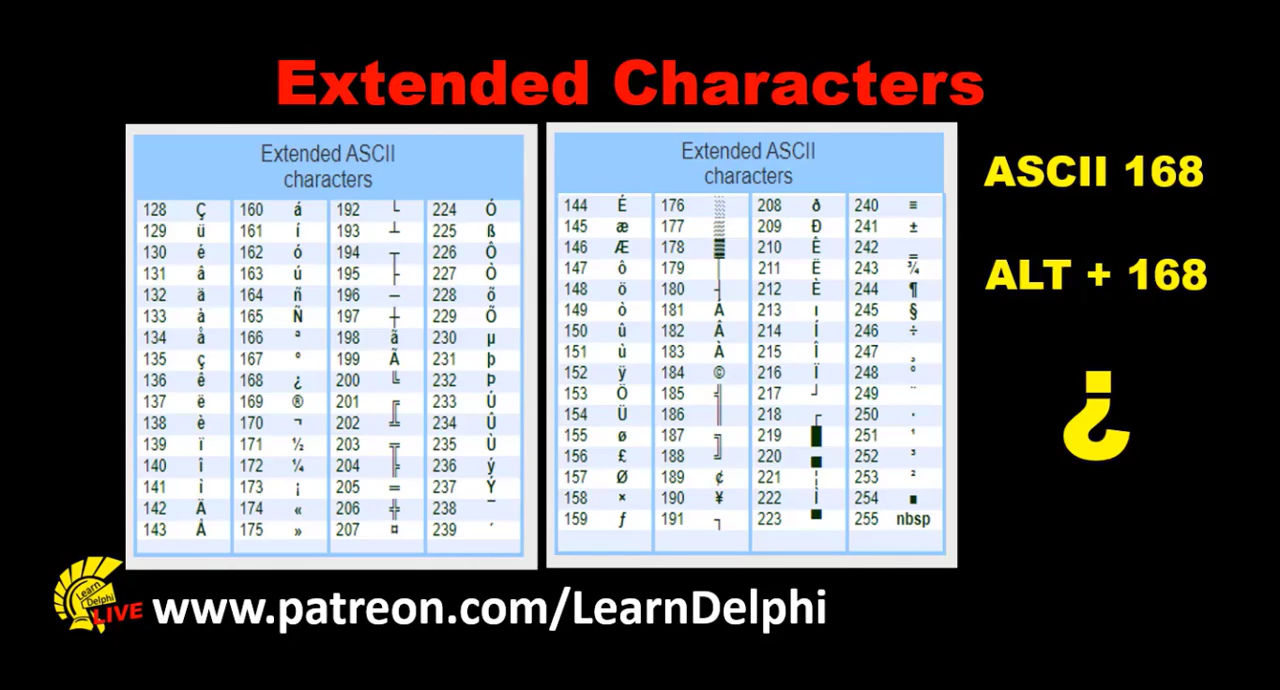 Extended Characters
Extended ASCII
characters
128 Ç 160 á 192 └ 224 Ó
129 ü 161 í 193 ┴ 225 ß
130 é 162 ó 194 ┬ 226 Ô
131 â 163 ú 195 ├ 227 Ò
132 ä 164 ñ 196 ─ 228 õ
133 à 165 Ñ 197 ┼ 229 Õ
134 å 166 ª 198 ã 230 µ
135 ç 167 º 199 Ã 231 þ
136 ê 168 ¿ 200 ╚ 232 Þ
137 ë 169 ® 201 ╔ 233 Ú
138 è 170 ¬ 202 ╩ 234 Û
139 ï 171 ½ 203 ╦ 235 Ù
140 î 172 ¼ 204 ╠ 236 ý
141 ì 173 ¡ 205 ═ 237 Ý
142 Ä 174 « 206 ╬ 238 ¯
143 Å 175 » 207 ¤ 239 ´
Extended ASCII
characters
144 É 176 ░ 208 ð 240 ≡
145 æ 177 ▒ 209 Ð 241 ±
146 Æ 178 ▓ 210 Ê 242 ‗
147 ô 179 │ 211 Ë 243 ¾
148 ö 180 ┤ 212 È 244 ¶
149 ò 181 Á 213 ı 245 §
150 û 182 Â 214 Í 246 ÷
151 ù 183 À 215 Î 247 ¸
152 ÿ 184 © 216 Ï 248 °
153 Ö 185 ╣ 217 ┘ 249 ¨
154 Ü 186 ║ 218 ┌ 250 ·
155 ø 187 ╗ 219 █ 251 ¹
156 £ 188 ╝ 220 ▄ 252 ³
157 Ø 189 ¢ 221 ¦ 253 ²
158 × 190 ¥ 222 Ì 254 ■
159 ƒ 191 ┐ 223 ▀ 255 nbsp
ASCII 168
ALT + 168
¿
Learn
Delphi
LIVE
www.patreon.com/LearnDelphi